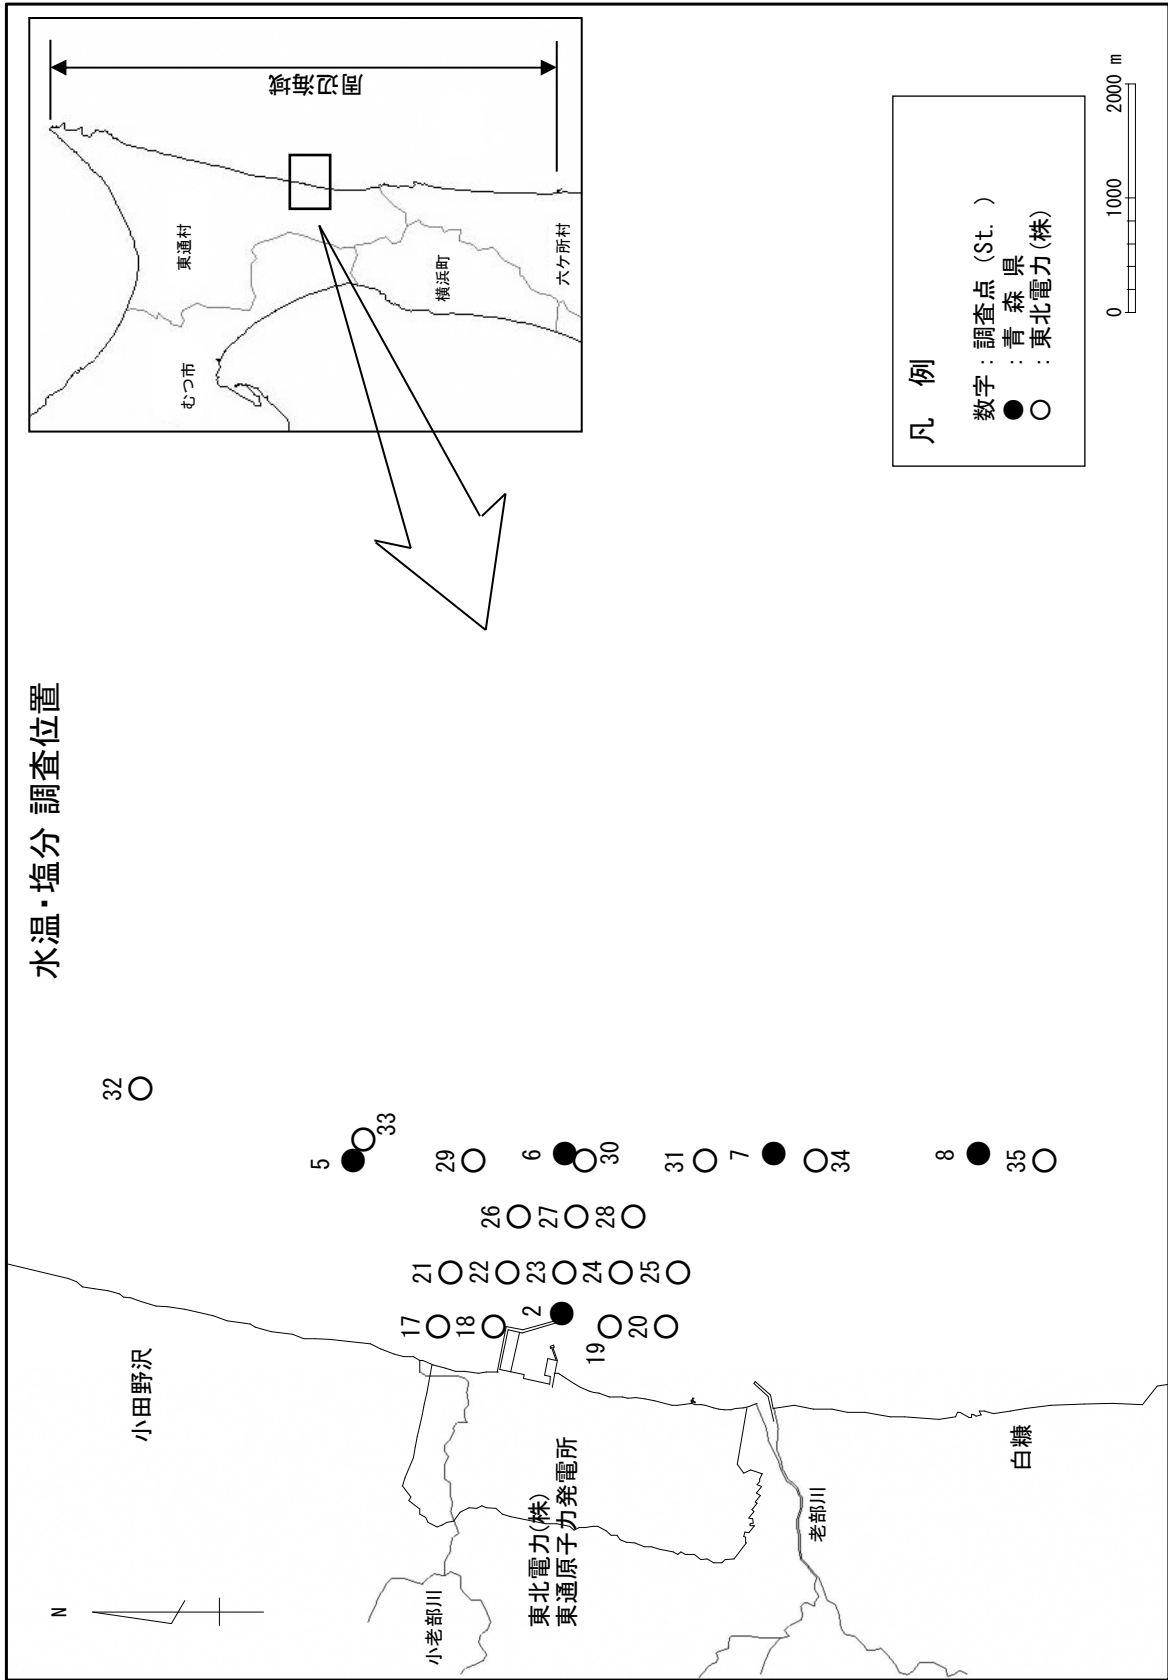 水温・塩分 調査位置
N
小田野沢
小老部川
東北電力(株)
東通原子力発電所
老部川
白糠
32
5
33
29
6
30
31
7
34
8
35
26
27
28
21
22
23
24
25
17
18
2
19
20
周辺海域
むつ市
東通村
横浜町
六ケ所村
凡 例
数字：調査点 (St. )
●：青 森 県
○：東北電力(株)
0 1000 2000 m